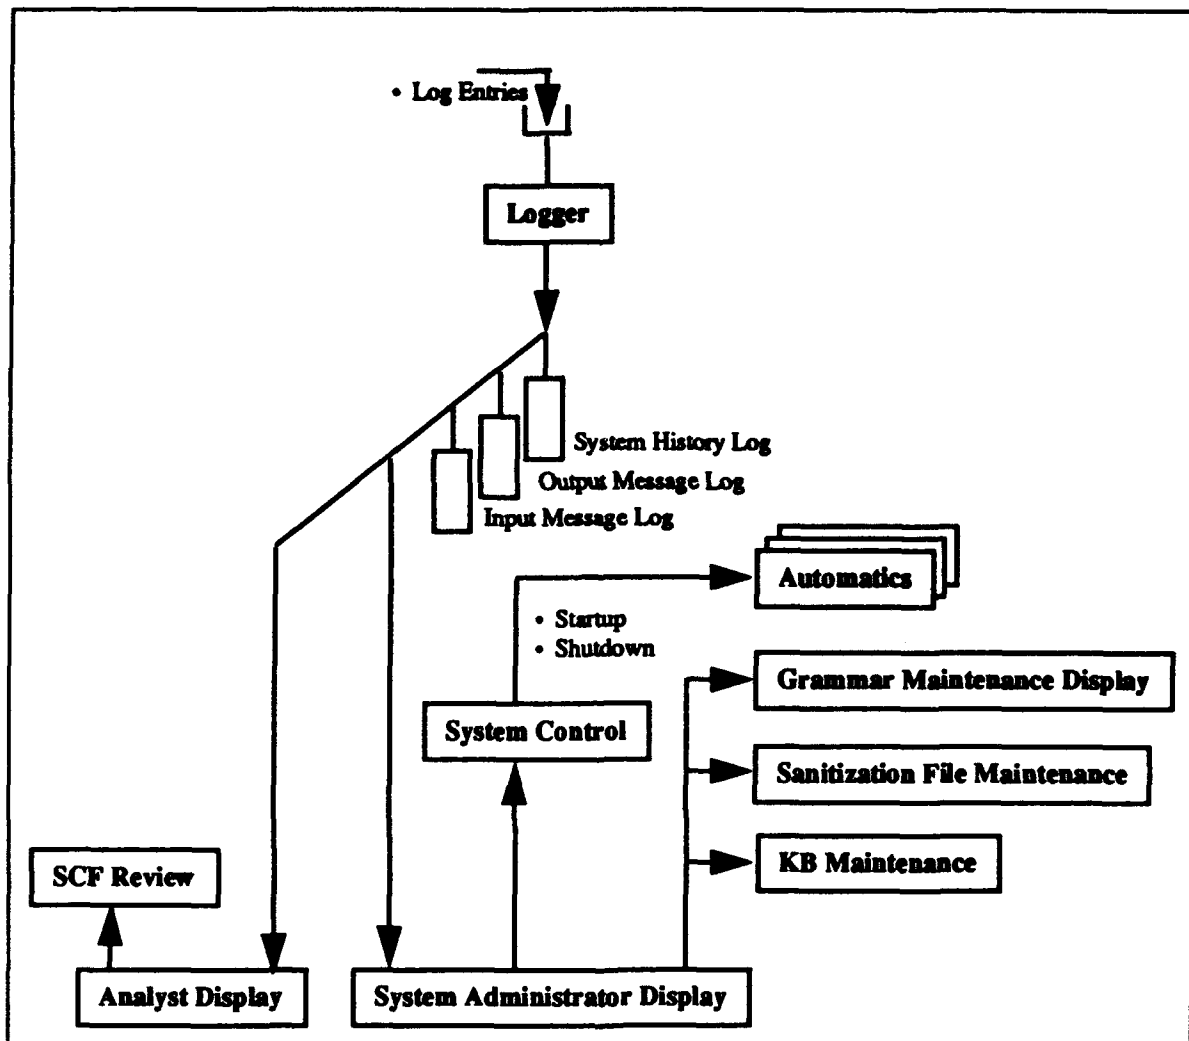 • Log Entries
Logger
System History Log
Output Message Log
Input Message Log
Automatics
• Startup
• Shutdown
Grammar Maintenance Display
System Control
Sanitization File Maintenance
KB Maintenance
SCF Review
Analyst Display
System Administrator Display